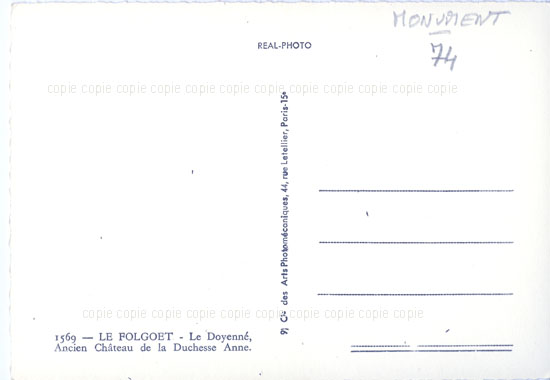 MONUMENT
74
REAL-PHOTO
copie copie copie copie copie copie copie copie copie copie copie copie
9) Cie des Arts Photomécaniques, 44, rue Letellier, Paris-15e
copie copie copie copie copie copie copie copie copie copie
1569 — LE FOLGOET - Le Doyenné,
Ancien Château de la Duchesse Anne.